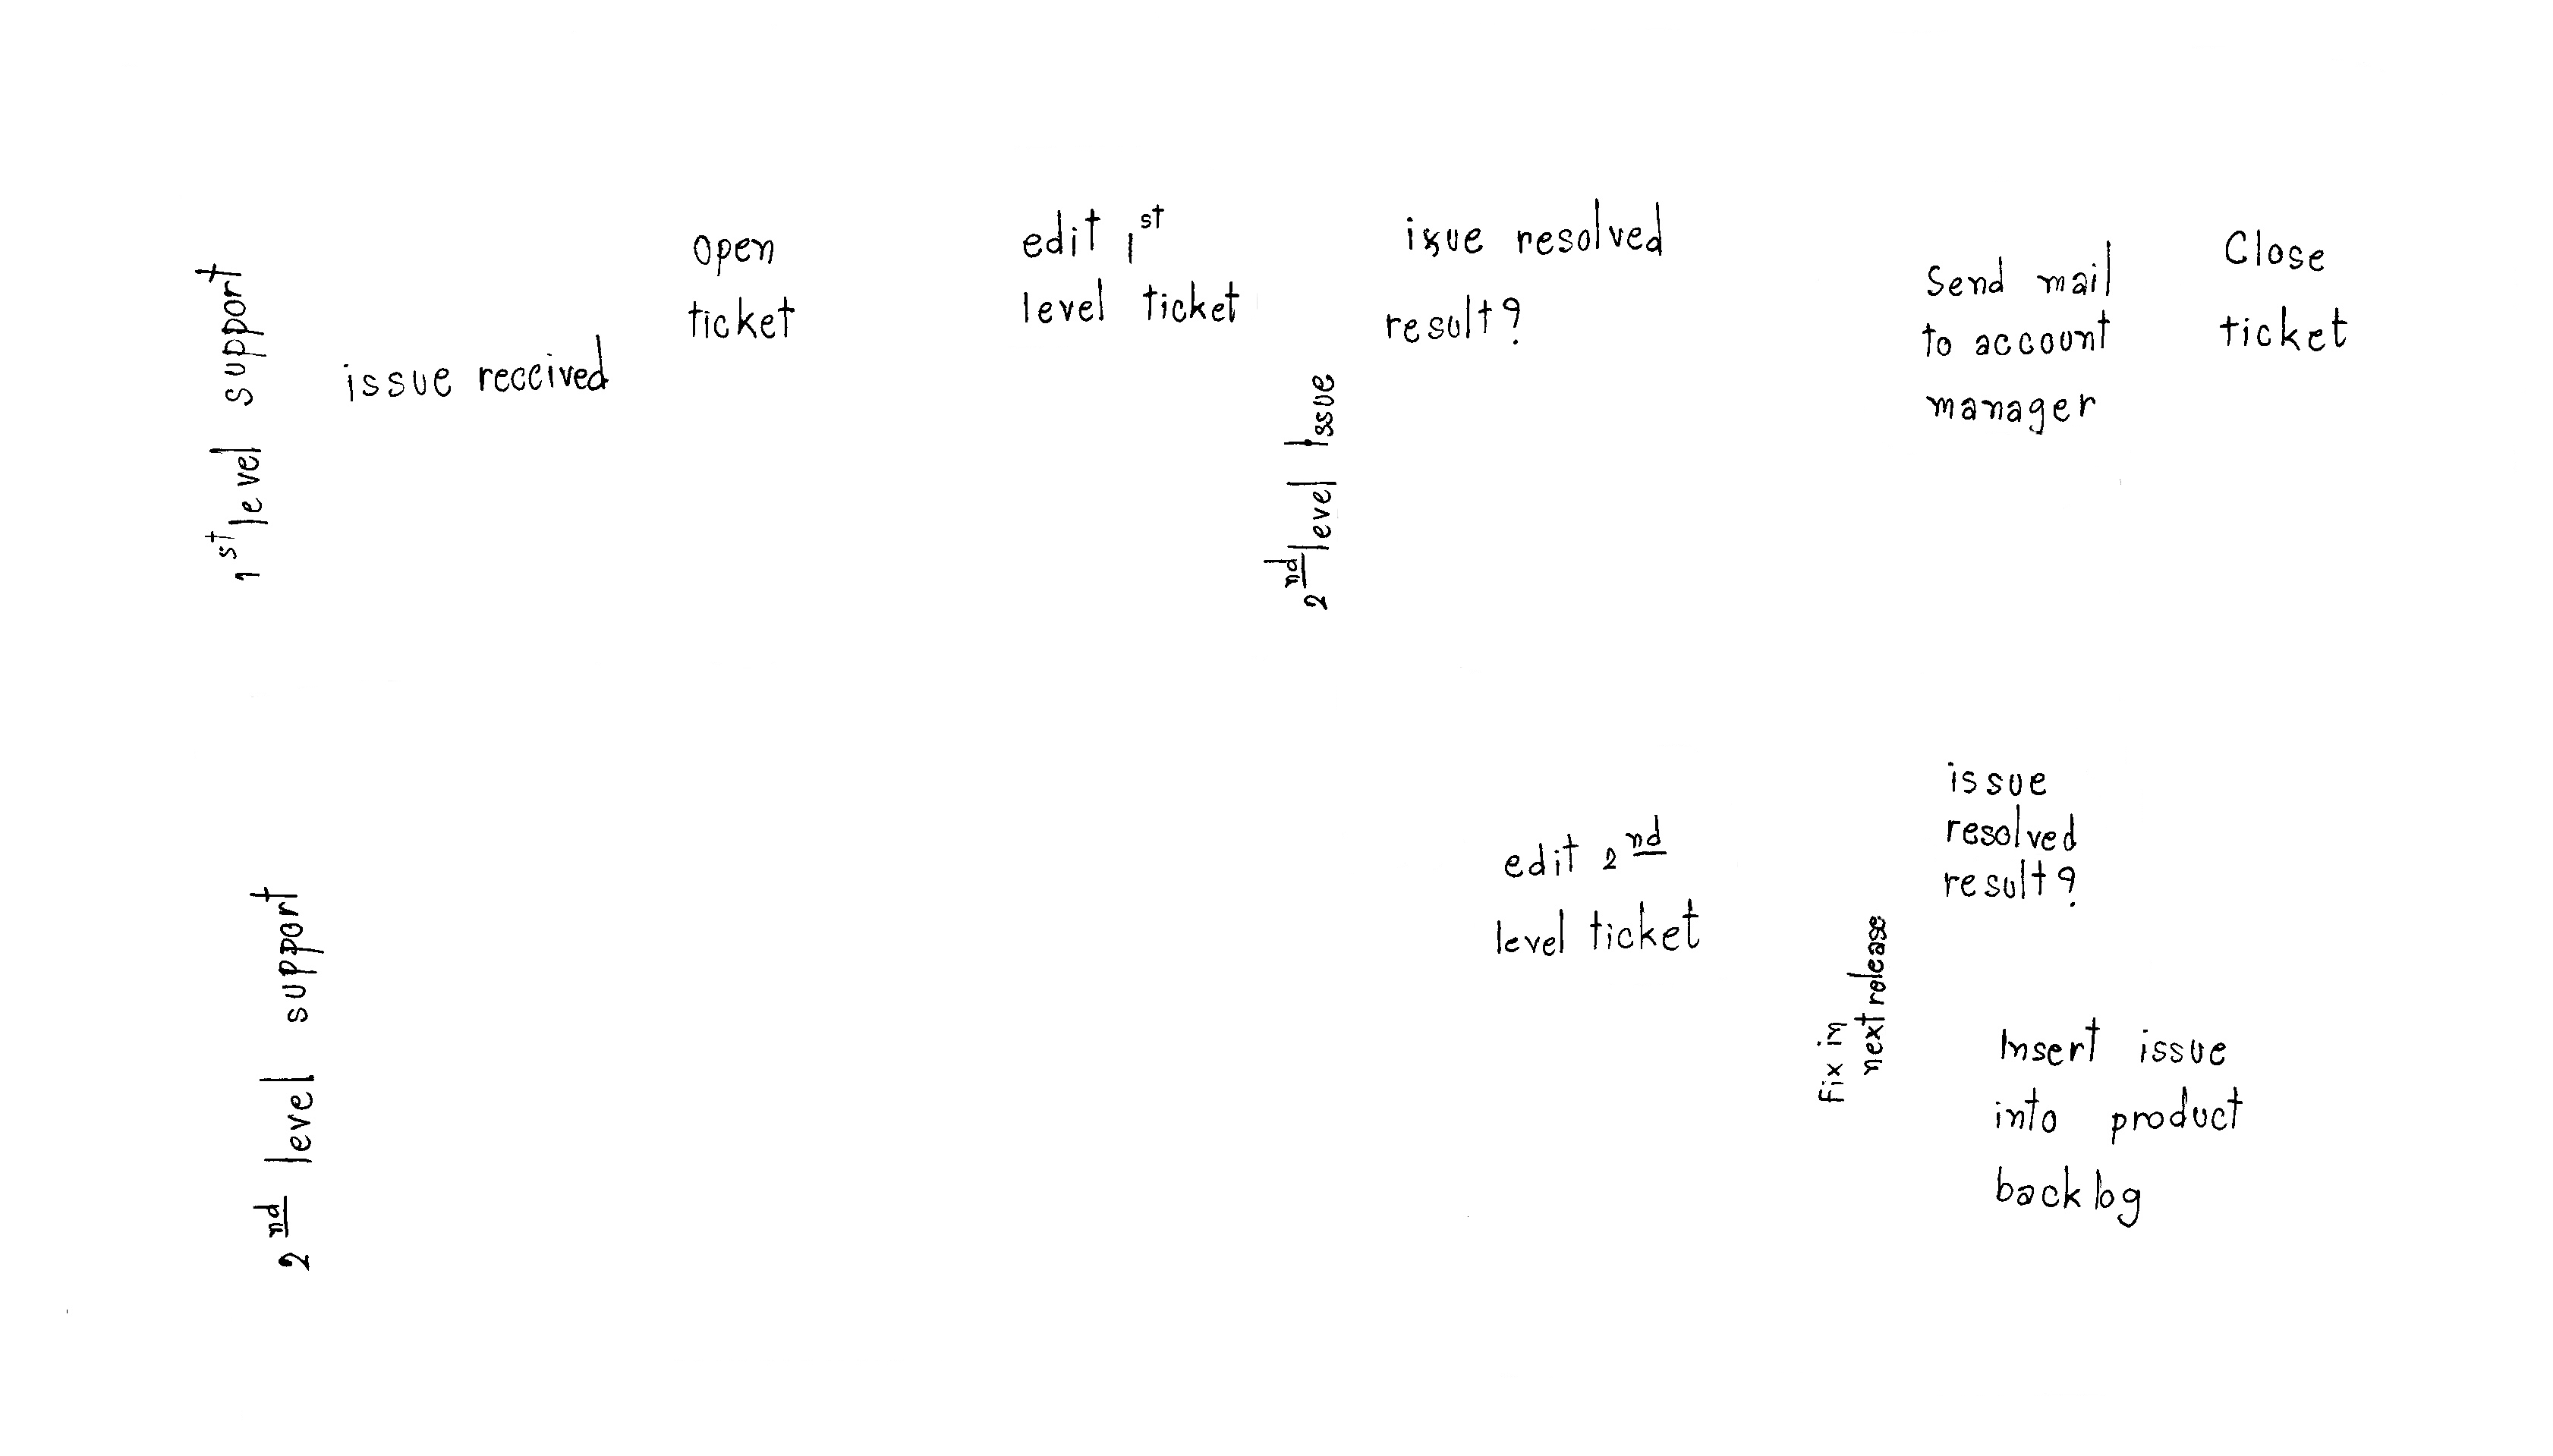 1st level support
issue received
open
ticket
edit 1st
level ticket
2nd level Issue
issue resolved
result?
Send mail
to account
manager
Close
ticket
2nd level support
edit 2nd
level ticket
Fix in
next release
issue
resolved
result?
Insert issue
into product
backlog